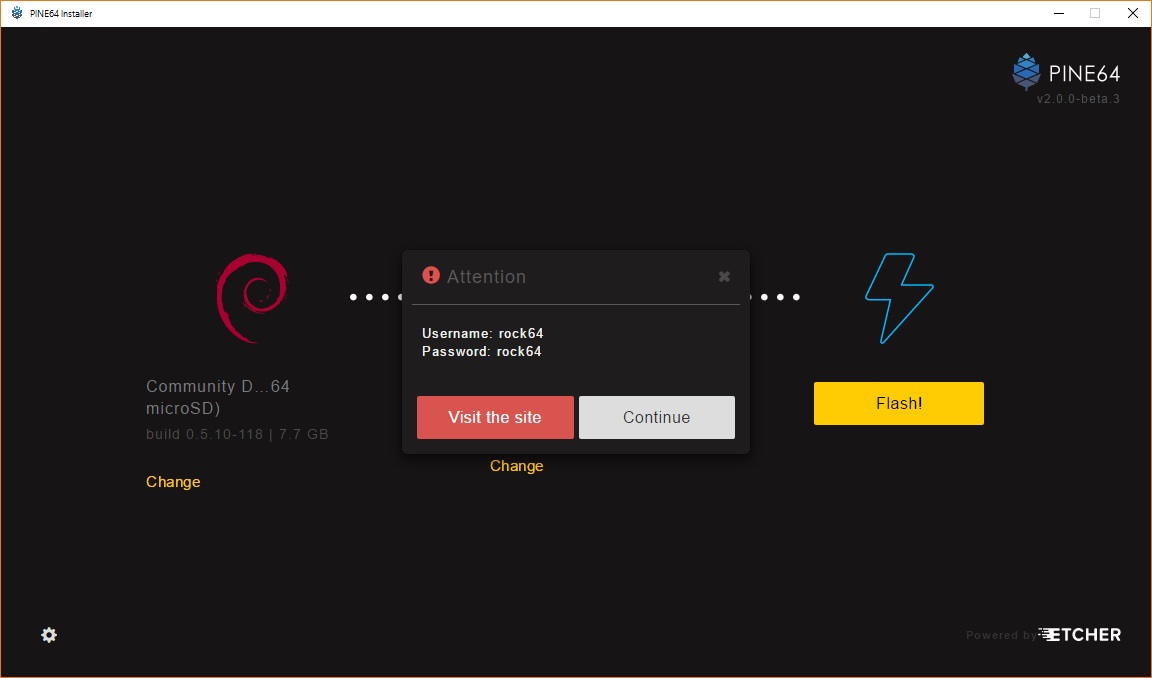 PINE64 Installer
PINE64
v2.0.0-beta.3
Attention
Username: rock64
Password: rock64
Visit the site
Continue
Community D...64
microSD)
build 0.5.10-118 | 7.7 GB
Change
Change
Flash!
Powered by ETCHER